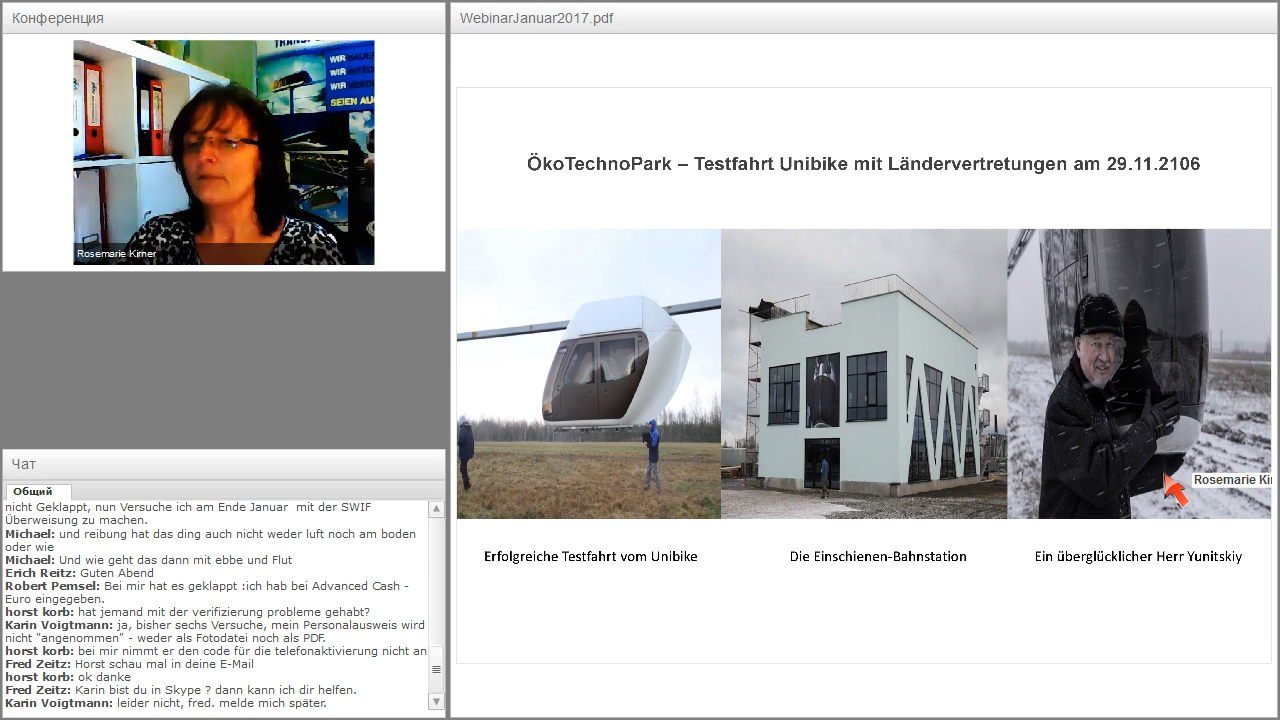 Конференция
WebinarJanuar2017.pdf
TRANSP
WIR BAUEN
WIR
WIR
SEIEN AU
Rosemarie Kirner
ÖkoTechnoPark – Testfahrt Unibike mit Ländervertretungen am 29.11.2106
Rosemarie Kir
Erfolgreiche Testfahrt vom Unibike
Die Einschienen-Bahnstation
Ein überglücklicher Herr Yunitskiy
Чат
Общий
nicht Geklappt, nun Versuche ich am Ende Januar mit der SWIF
Überweisung zu machen.
Michael: und reibung hat das ding auch nicht weder luft noch am boden
oder wie
Michael: Und wie geht das dann mit ebbe und Flut
Erich Reitz: Guten Abend
Robert Pemsel: Bei mir hat es geklappt :ich hab bei Advanced Cash -
Euro eingegeben.
horst korb: hat jemand mit der verifizierung probleme gehabt?
Karin Voigtmann: ja, bisher sechs Versuche, mein Personalausweis wird
nicht "angenommen" - weder als Fotodatei noch als PDF.
horst korb: bei mir nimmt er den code für die telefonaktivierung nicht an
Fred Zeitz: Horst schau mal in deine E-Mail
horst korb: ok danke
Fred Zeitz: Karin bist du in Skype ? dann kann ich dir helfen.
Karin Voigtmann: leider nicht, fred. melde mich später.